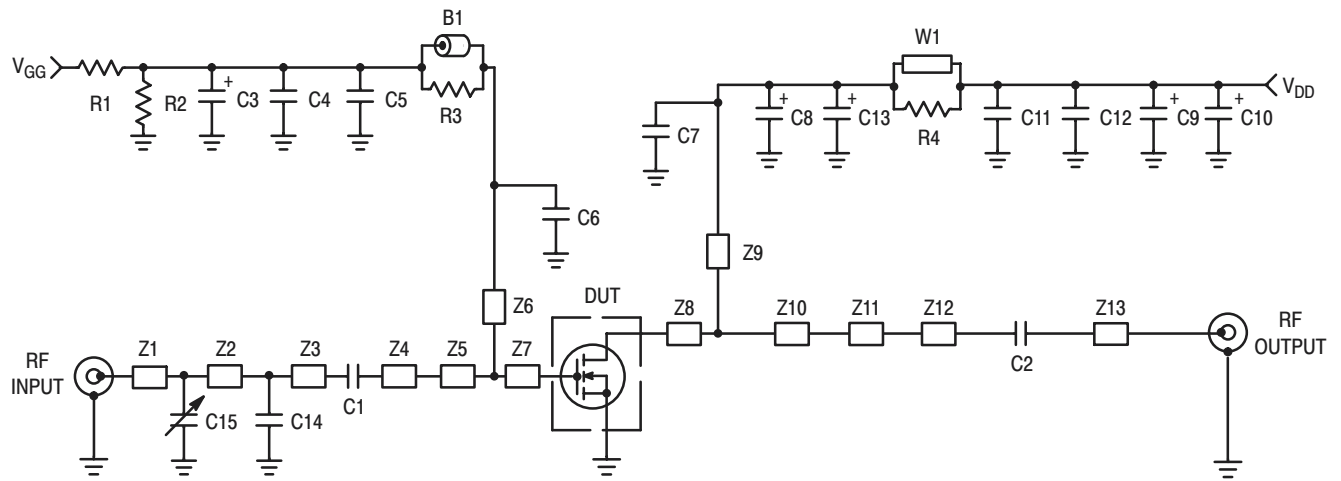 B1
W1
VGG
VDD
R1
R2
+
C3
C4
C5
R3
C7
+
C8
+
C13
R4
C11
C12
+
C9
+
C10
C6
Z9
Z6
DUT
Z8
Z10
Z11
Z12
Z13
RF
OUTPUT
C2
RF
INPUT
Z1
Z2
Z3
Z4
Z5
Z7
C1
C15
C14